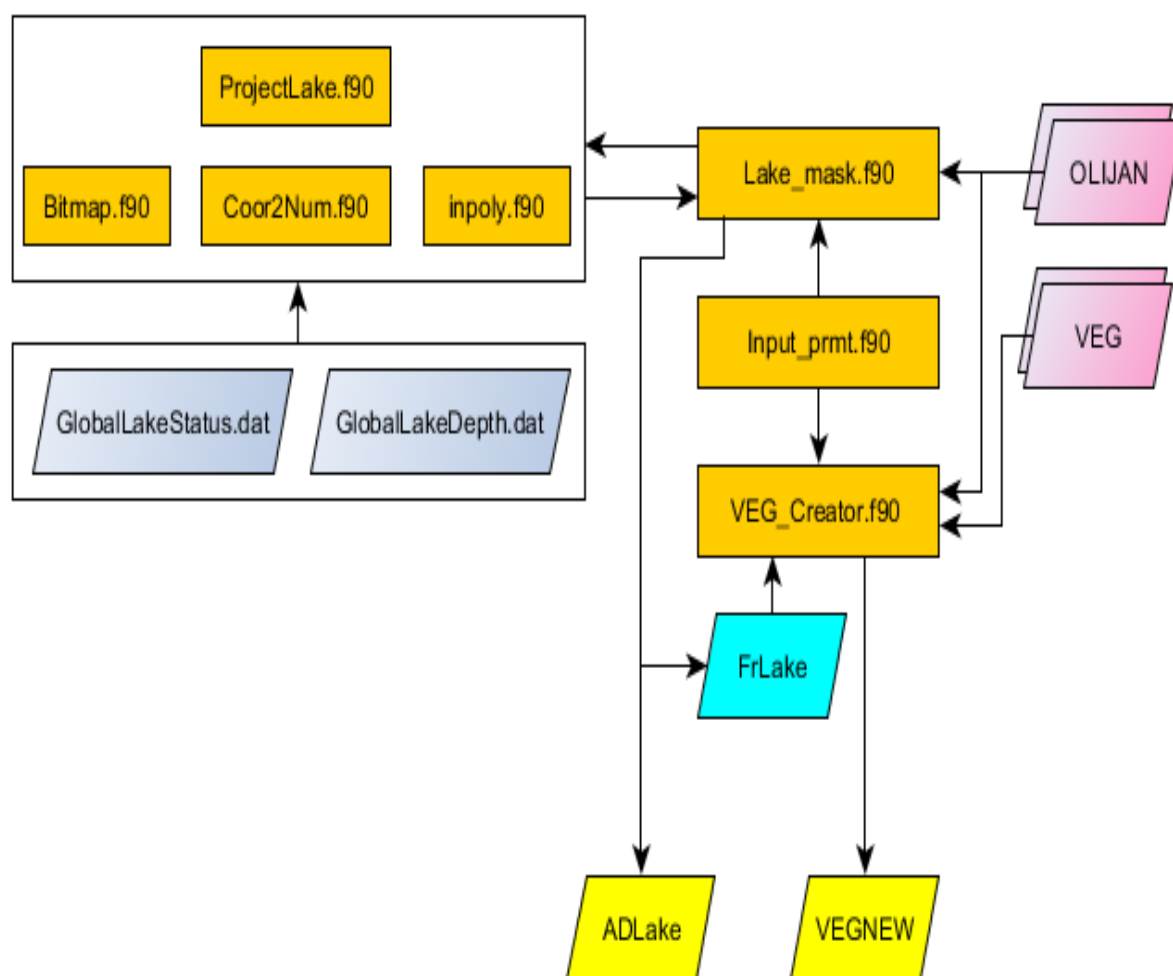 ProjectLake.f90
Bitmap.f90
Coor2Num.f90
inpoly.f90
Lake_mask.f90
OLIJAN
Input_prmt.f90
VEG
GlobalLakeStatus.dat
GlobalLakeDepth.dat
VEG_Creator.f90
FrLake
ADLake
VEGNEW